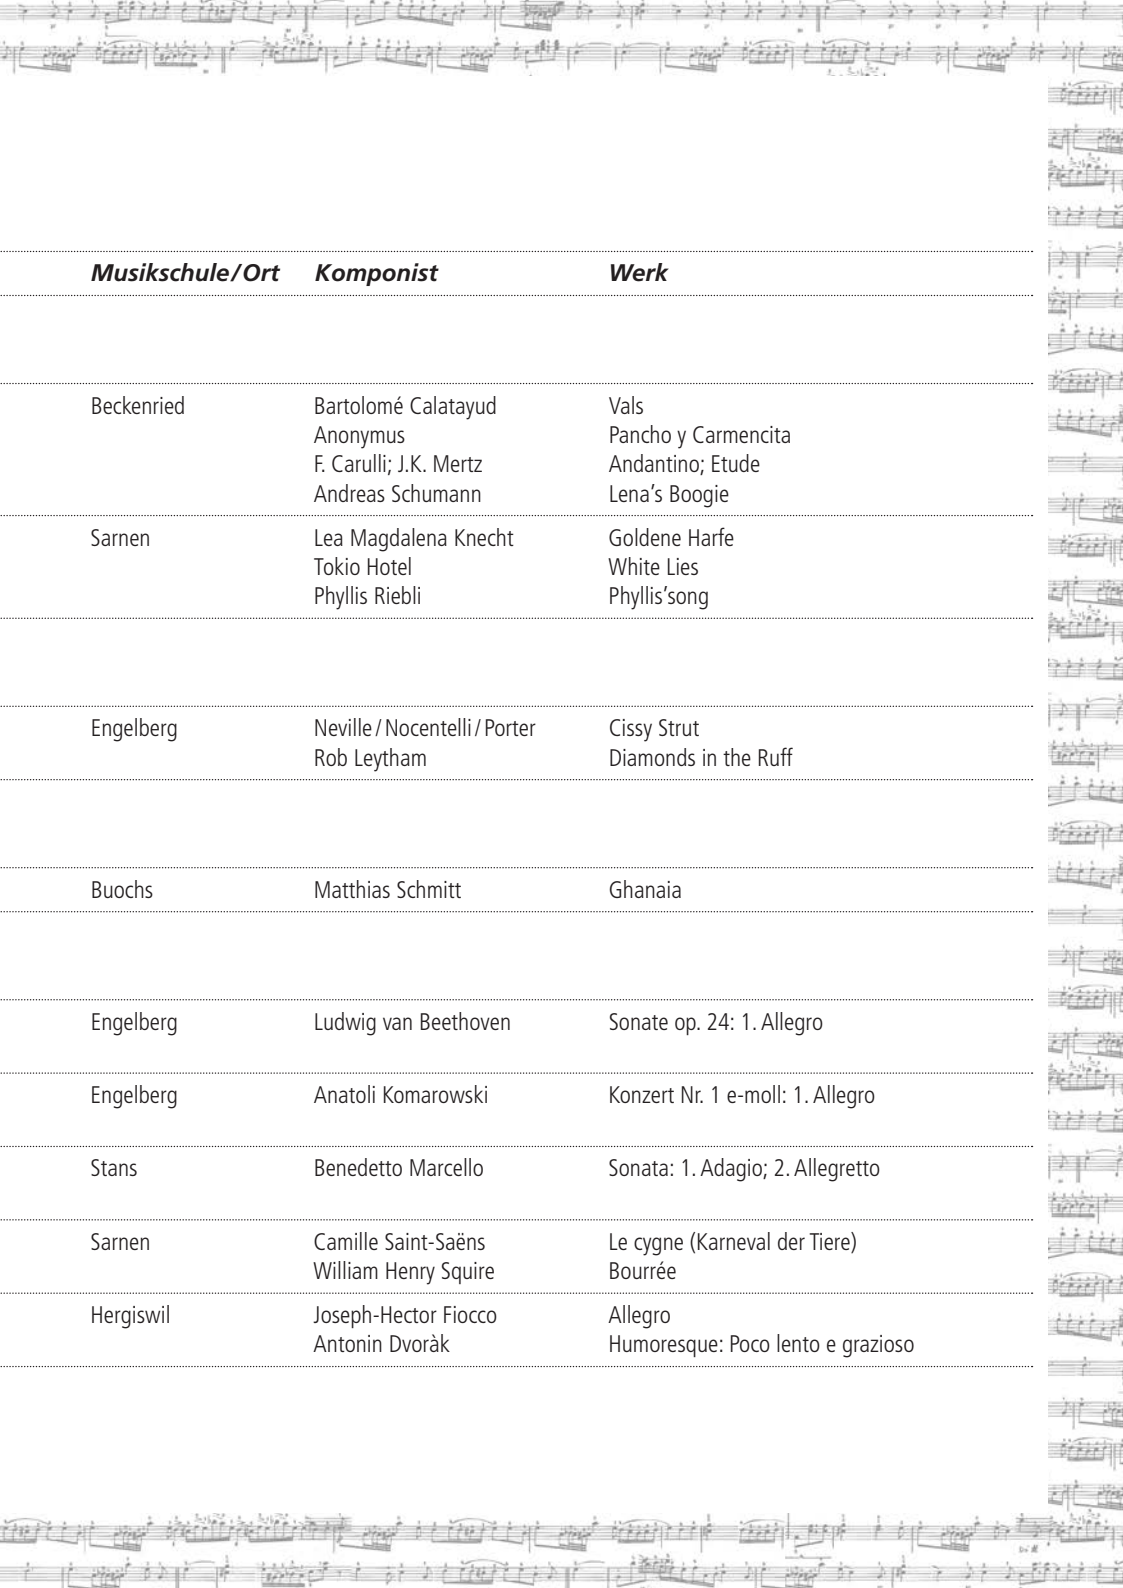 Musikschule/Ort Komponist Werk
Beckenried Bartolomé Calatayud Vals
Anonymus Pancho y Carmencita
F. Carulli; J.K. Mertz Andantino; Etude
Andreas Schumann Lena’s Boogie
Sarnen Lea Magdalena Knecht Goldene Harfe
Tokio Hotel White Lies
Phyllis Riebli Phyllis’song
Engelberg Neville/Nocentelli/Porter Cissy Strut
Rob Leytham Diamonds in the Ruff
Buochs Matthias Schmitt Ghanaia
Engelberg Ludwig van Beethoven Sonate op. 24: 1. Allegro
Engelberg Anatoli Komarowski Konzert Nr. 1 e-moll: 1. Allegro
Stans Benedetto Marcello Sonata: 1. Adagio; 2. Allegretto
Sarnen Camille Saint-Saëns Le cygne (Karneval der Tiere)
William Henry Squire Bourrée
Hergiswil Joseph-Hector Fiocco Allegro
Antonin Dvoràk Humoresque: Poco lento e grazioso